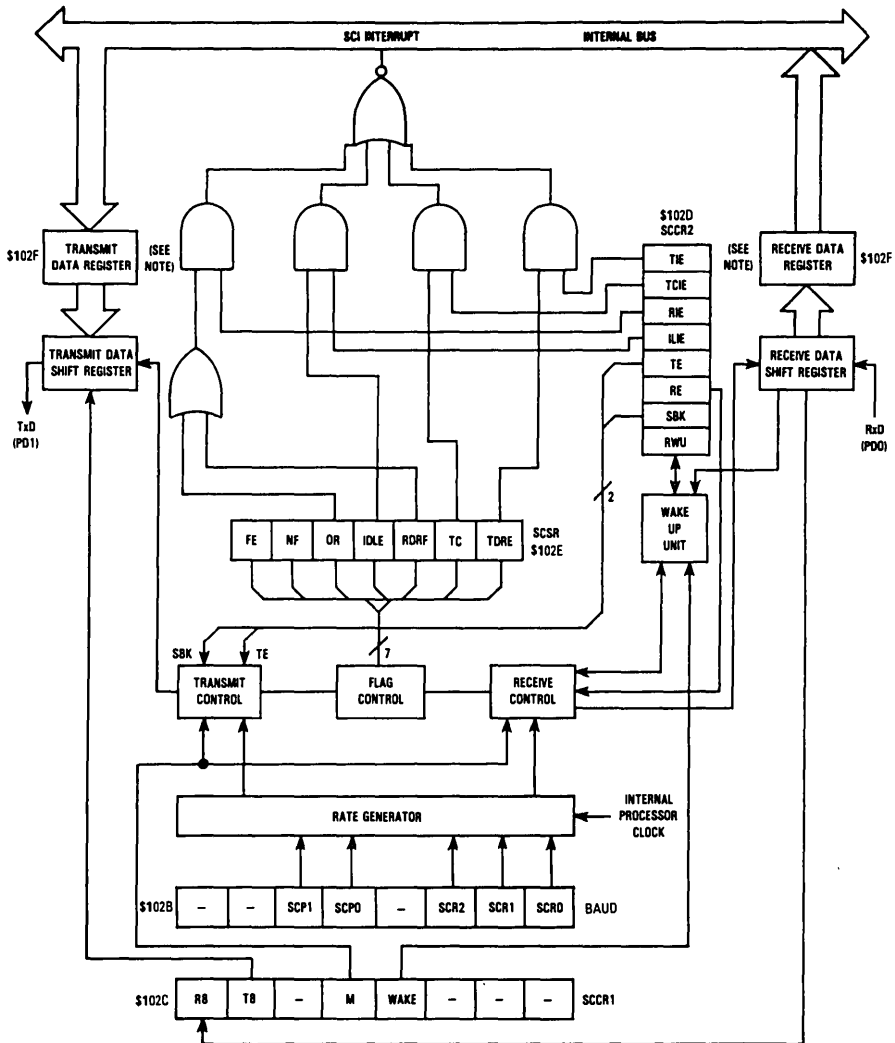 SCI INTERRUPT
INTERNAL BUS
$102D
SCCR2
$102F
TRANSMIT
DATA REGISTER
(SEE
NOTE)
TIE
TCIE
RIE
ILIE
TE
RE
SBK
RWU
(SEE
NOTE)
RECEIVE DATA
REGISTER
$102F
TRANSMIT DATA
SHIFT REGISTER
RECEIVE DATA
SHIFT REGISTER
TxD
(PD1)
RxD
(PD0)
2
WAKE
UP
UNIT
FE NF OR IDLE RDRF TC TDRE
SCSR
$102E
7
SBK TE
TRANSMIT
CONTROL
FLAG
CONTROL
RECEIVE
CONTROL
RATE GENERATOR
INTERNAL
PROCESSOR
CLOCK
$102B – – SCP1 SCP0 – SCR2 SCR1 SCR0 BAUD
$102C R8 T8 – M WAKE – – – SCCR1